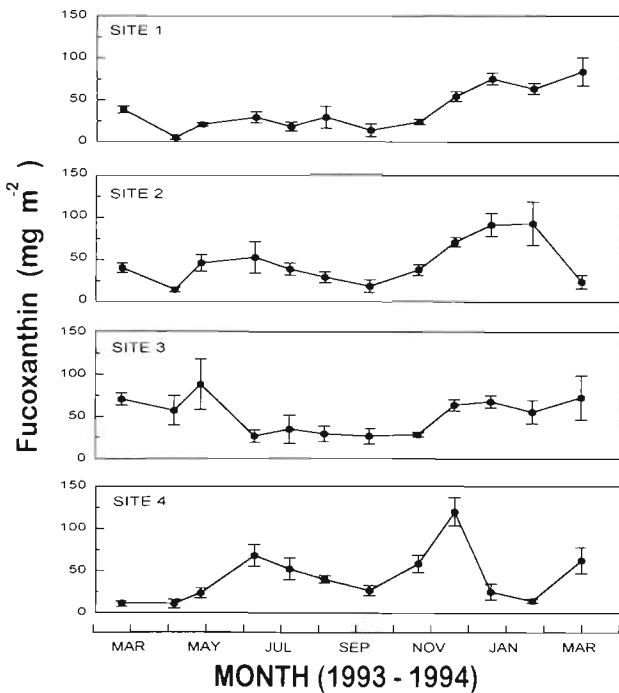 Fucoxanthin (mg m⁻²)
SITE 1
150
100
50
0
SITE 2
150
100
50
0
SITE 3
150
100
50
0
SITE 4
150
100
50
0
MAR MAY JUL SEP NOV JAN MAR
MONTH (1993 - 1994)